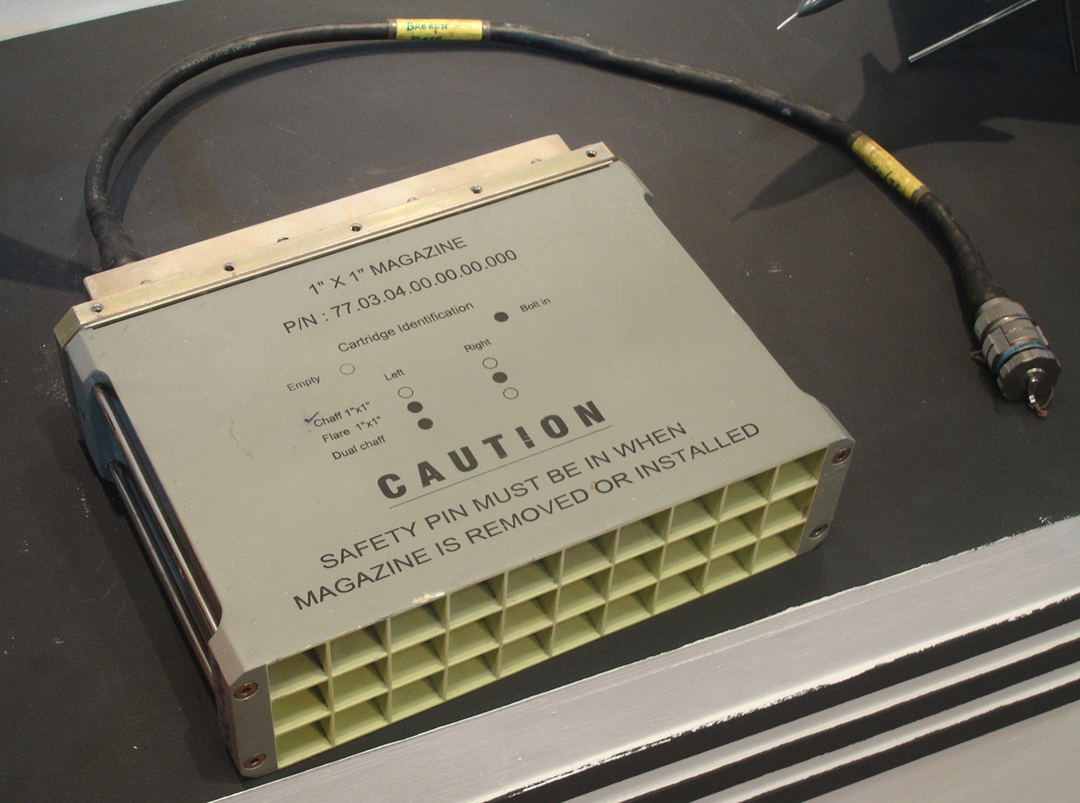 BREECH
1" X 1" MAGAZINE
P/N : 77.03.04.00.00.00.000
Cartridge Identification
Bolt in
Empty
Left
Right
Chaff 1"x1"
Flare 1"x1"
Dual chaff
CAUTION
SAFETY PIN MUST BE IN WHEN
MAGAZINE IS REMOVED OR INSTALLED